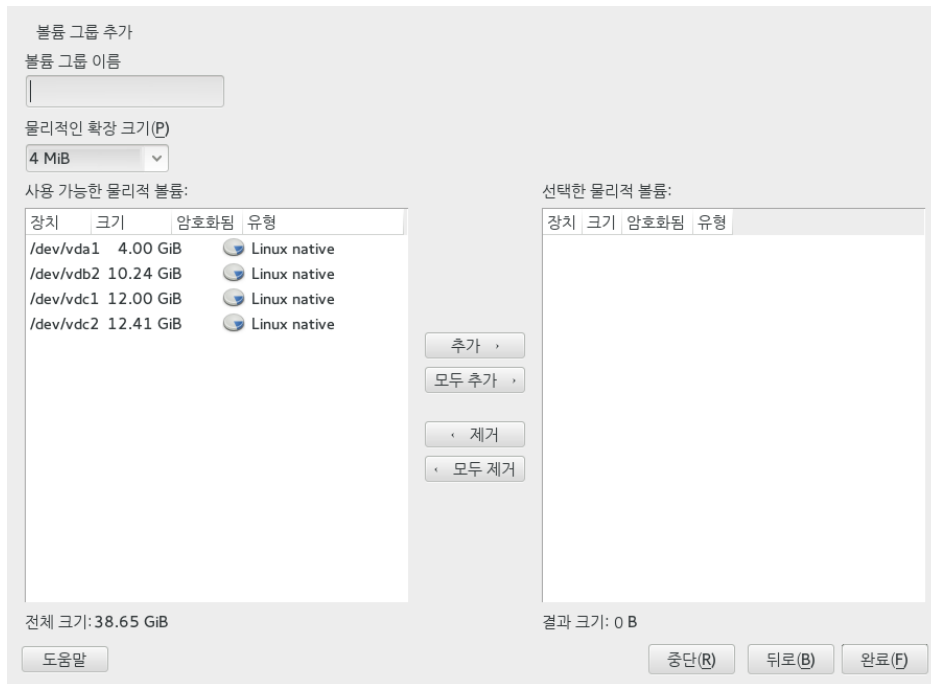 볼륨 그룹 추가
볼륨 그룹 이름
물리적인 확장 크기(P)
4 MiB
사용 가능한 물리적 볼륨:
장치 크기 암호화됨 유형
/dev/vda1 4.00 GiB Linux native
/dev/vdb2 10.24 GiB Linux native
/dev/vdc1 12.00 GiB Linux native
/dev/vdc2 12.41 GiB Linux native
전체 크기: 38.65 GiB
추가
모두 추가
제거
모두 제거
선택한 물리적 볼륨:
장치 크기 암호화됨 유형
결과 크기: 0 B
도움말
중단(R) 뒤로(B) 완료(F)